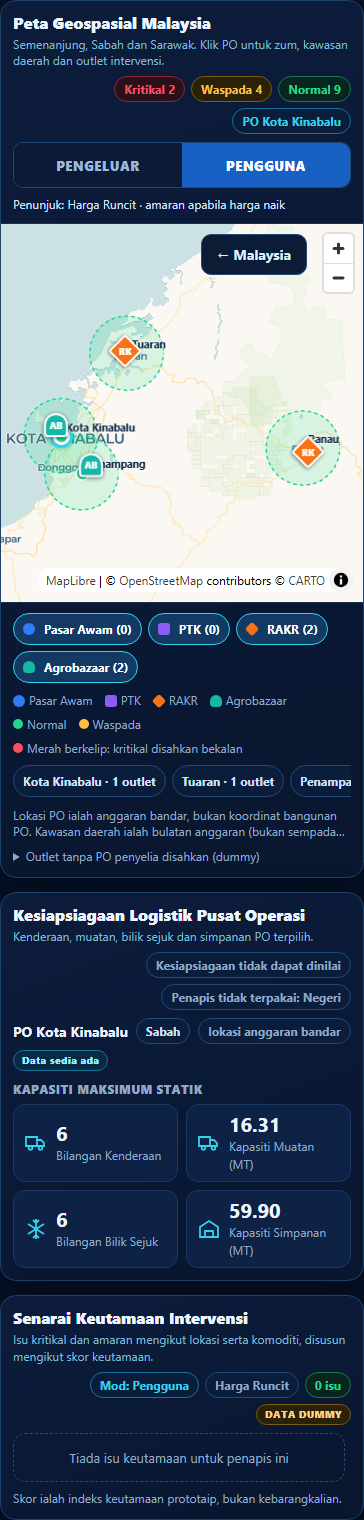 Peta Geospasial Malaysia
Semenanjung, Sabah dan Sarawak. Klik PO untuk zum, kawasan
daerah dan outlet intervensi.
Kritikal 2
Waspada 4
Normal 9
PO Kota Kinabalu
PENGELUAR
PENGGUNA
Penunjuk: Harga Runcit · amaran apabila harga naik
← Malaysia
+
−
Tuaran
RK
AB
Kota Kinabalu
KOTA KINABALU
AB
Ranau
RK
MapLibre | © OpenStreetMap contributors © CARTO
Pasar Awam (0)
PTK (0)
RAKR (2)
Agrobazaar (2)
Pasar Awam
PTK
RAKR
Agrobazaar
Normal
Waspada
Merah berkelip: kritikal disahkan bekalan
Kota Kinabalu · 1 outlet
Tuaran · 1 outlet
Penampa
Lokasi PO ialah anggaran bandar, bukan koordinat bangunan
PO. Kawasan daerah ialah bulatan anggaran (bukan sempada...
Outlet tanpa PO penyelia disahkan (dummy)
Kesiapsiagaan Logistik Pusat Operasi
Kenderaan, muatan, bilik sejuk dan simpanan PO terpilih.
Kesiapsiagaan tidak dapat dinilai
Penapis tidak terpakai: Negeri
PO Kota Kinabalu
Sabah
lokasi anggaran bandar
Data sedia ada
KAPASITI MAKSIMUM STATIK
6
Bilangan Kenderaan
16.31
Kapasiti Muatan
(MT)
6
Bilangan Bilik Sejuk
59.90
Kapasiti Simpanan
(MT)
Senarai Keutamaan Intervensi
Isu kritikal dan amaran mengikut lokasi serta komoditi, disusun
mengikut skor keutamaan.
Mod: Pengguna
Harga Runcit
0 isu
DATA DUMMY
Tiada isu keutamaan untuk penapis ini
Skor ialah indeks keutamaan prototaip, bukan kebarangkalian.